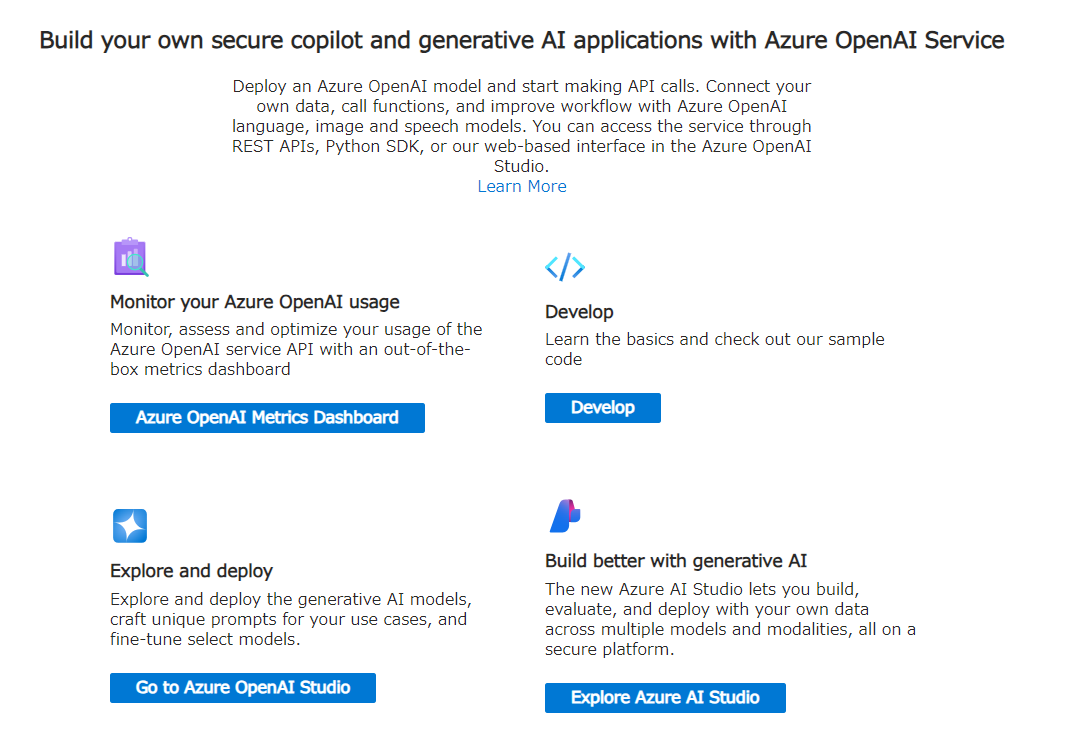 Build your own secure copilot and generative AI applications with Azure OpenAI Service
Deploy an Azure OpenAI model and start making API calls. Connect your
own data, call functions, and improve workflow with Azure OpenAI
language, image and speech models. You can access the service through
REST APIs, Python SDK, or our web-based interface in the Azure OpenAI
Studio.
Learn More
Monitor your Azure OpenAI usage
Monitor, assess and optimize your usage of the
Azure OpenAI service API with an out-of-the-
box metrics dashboard
Azure OpenAI Metrics Dashboard
Develop
Learn the basics and check out our sample
code
Develop
Explore and deploy
Explore and deploy the generative AI models,
craft unique prompts for your use cases, and
fine-tune select models.
Go to Azure OpenAI Studio
Build better with generative AI
The new Azure AI Studio lets you build,
evaluate, and deploy with your own data
across multiple models and modalities, all on a
secure platform.
Explore Azure AI Studio